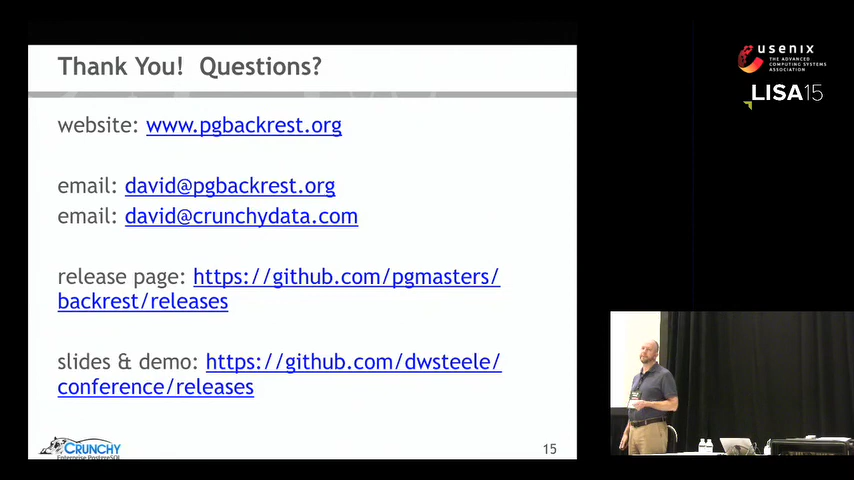 Thank You!  Questions?
website: www.pgbackrest.org
email: david@pgbackrest.org
email: david@crunchydata.com
release page: https://github.com/pgmasters/
backrest/releases
slides & demo: https://github.com/dwsteele/
conference/releases
CRUNCHY
Enterprise PostgreSQL
15
usenix
THE ADVANCED
COMPUTING SYSTEMS
ASSOCIATION
LISA15